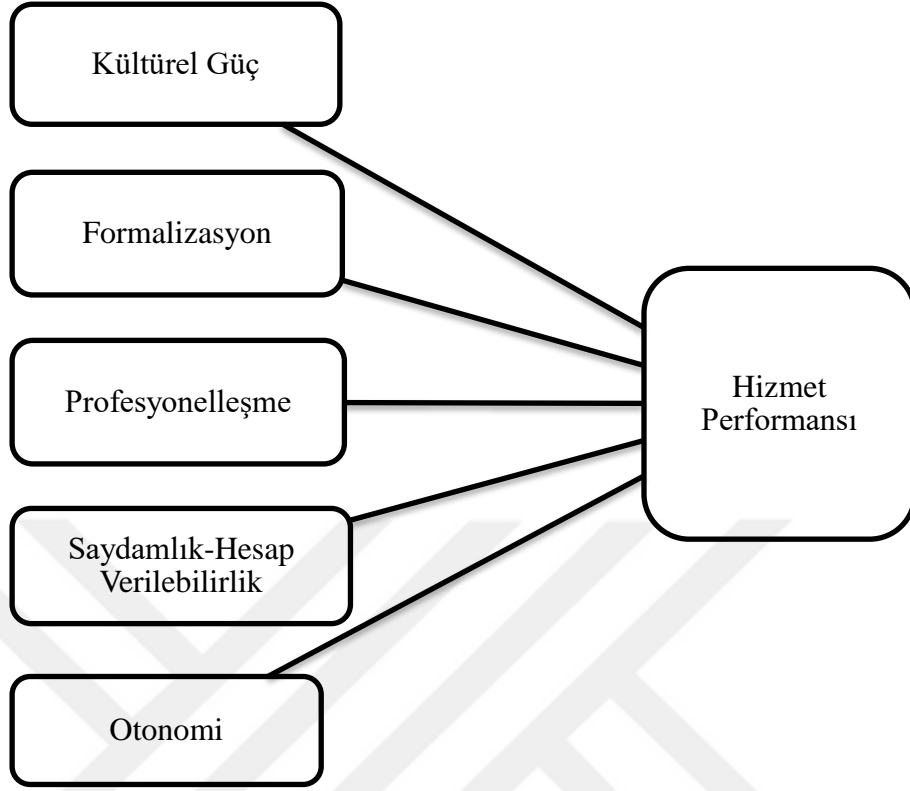 Kültürel Güç
Formalizasyon
Profesyonelleşme
Saydamlık-Hesap
Verilebilirlik
Otonomi
Hizmet
Performansı